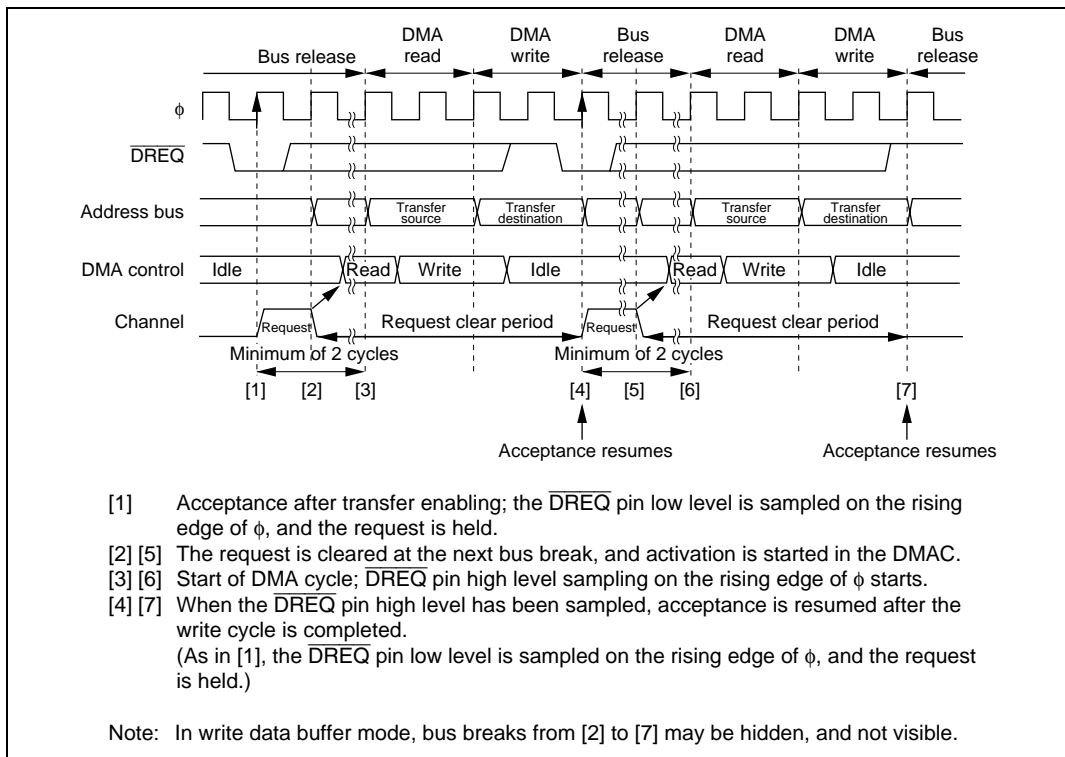 DMA DMA DMA DMA Bus
Bus release read write Bus release read write release
φ
DREQ
Address bus Transfer source Transfer destination Transfer source Transfer destination
DMA control Idle Read Write Idle Read Write Idle
Channel Request Request clear period Request Request clear period
Minimum of 2 cycles Minimum of 2 cycles
[1] [2] [3] [4] [5] [6] [7]
Acceptance resumes Acceptance resumes
[1] Acceptance after transfer enabling; the DREQ pin low level is sampled on the rising
edge of φ, and the request is held.
[2] [5] The request is cleared at the next bus break, and activation is started in the DMAC.
[3] [6] Start of DMA cycle; DREQ pin high level sampling on the rising edge of φ starts.
[4] [7] When the DREQ pin high level has been sampled, acceptance is resumed after the
write cycle is completed.
(As in [1], the DREQ pin low level is sampled on the rising edge of φ, and the request
is held.)
Note: In write data buffer mode, bus breaks from [2] to [7] may be hidden, and not visible.